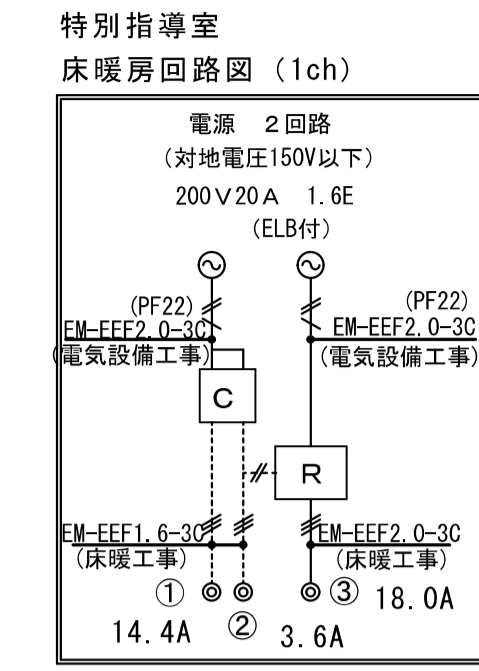 特別指導室
床暖房回路図 (1ch)
電源 2回路
(対地電圧150V以下)
200V20A 1.6E
(ELB付)
(PF22)
EM-EEF2.0-3C
(電気設備工事)
(PF22)
EM-EEF2.0-3C
(電気設備工事)
C
R
EM-EEF1.6-3C
(床暖工事)
EM-EEF2.0-3C
(床暖工事)
① ② ③ 18.0A
14.4A 3.6A